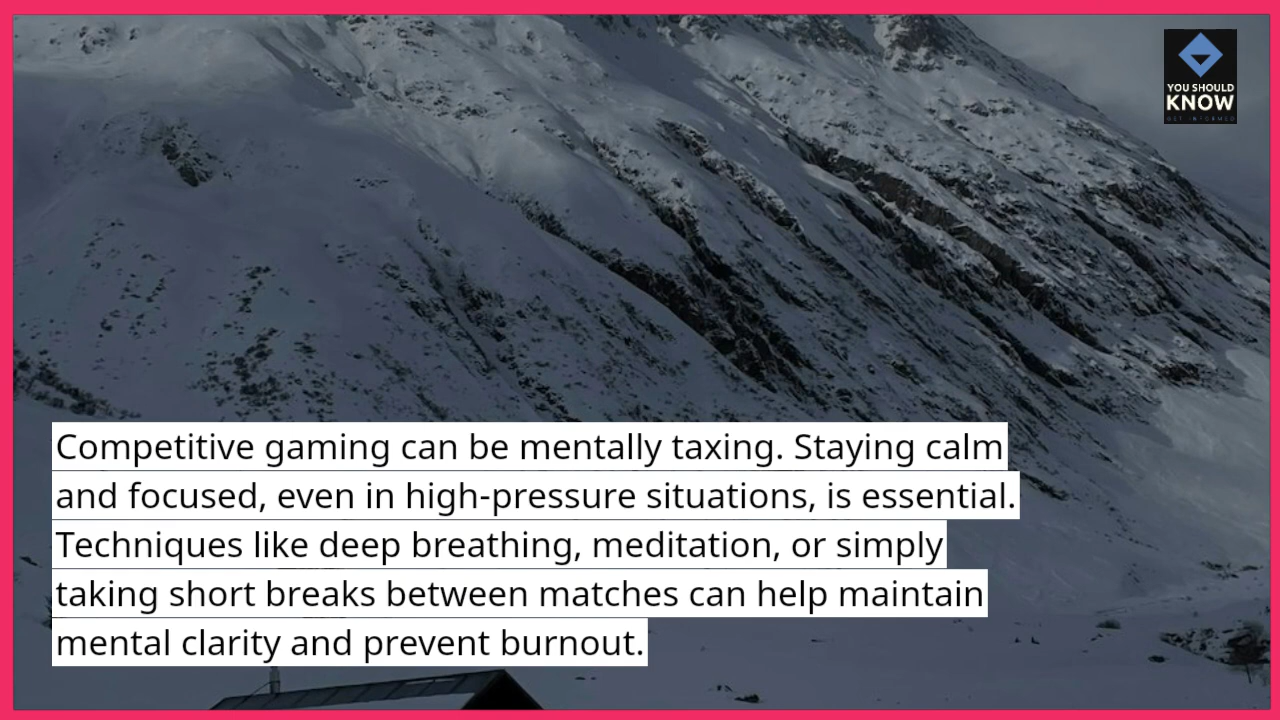 YOU SHOULD
KNOW
GET INFORMED
Competitive gaming can be mentally taxing. Staying calm
and focused, even in high-pressure situations, is essential.
Techniques like deep breathing, meditation, or simply
taking short breaks between matches can help maintain
mental clarity and prevent burnout.